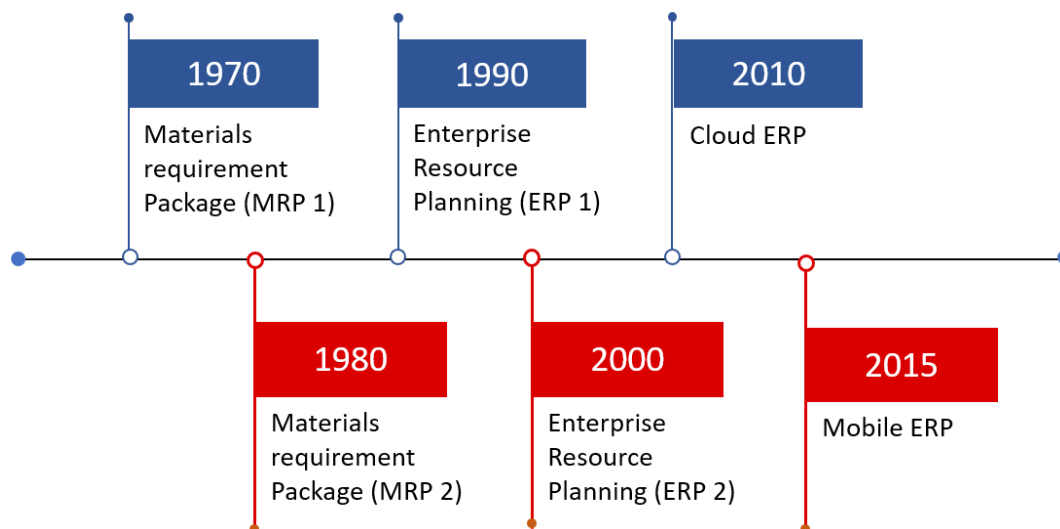 1970
Materials
requirement
Package (MRP 1)
1990
Enterprise
Resource
Planning (ERP 1)
2010
Cloud ERP
1980
Materials
requirement
Package (MRP 2)
2000
Enterprise
Resource
Planning (ERP 2)
2015
Mobile ERP